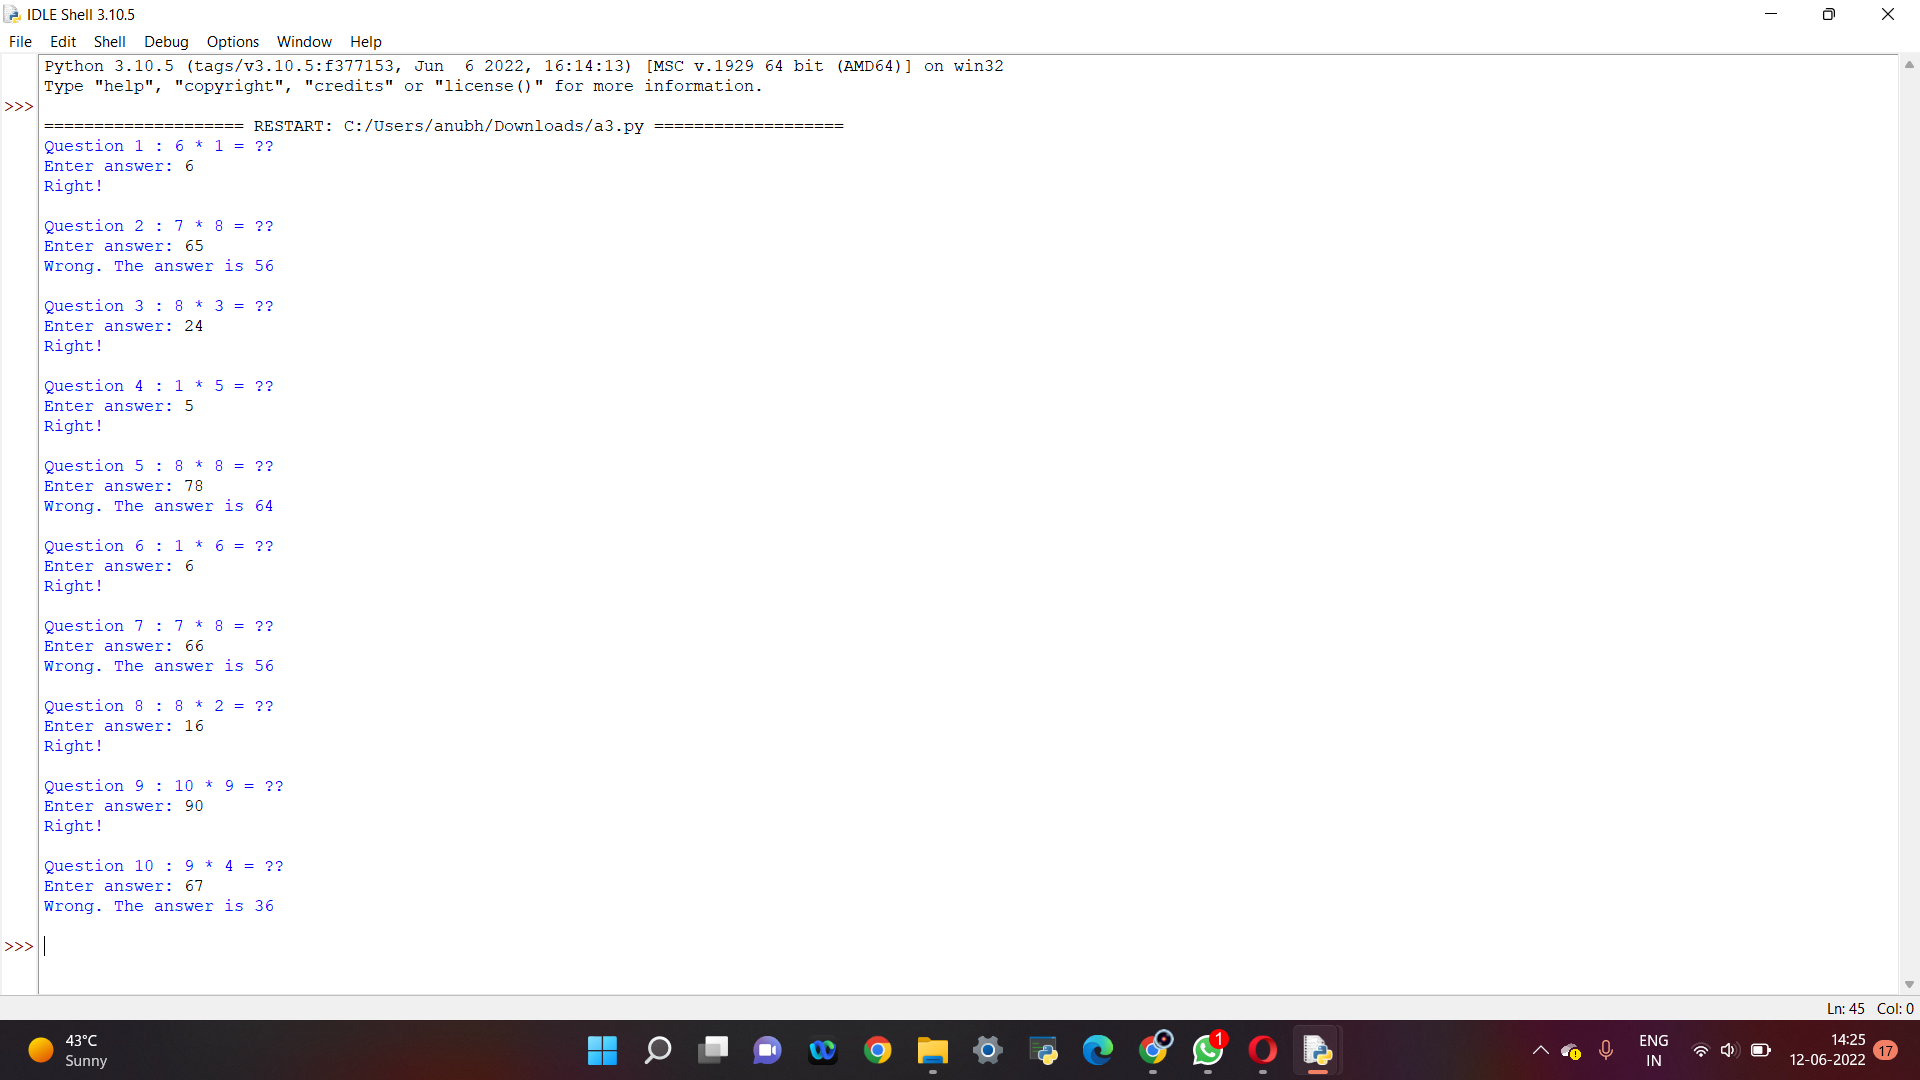 IDLE Shell 3.10.5
File Edit Shell Debug Options Window Help
Python 3.10.5 (tags/v3.10.5:f377153, Jun  6 2022, 16:14:13) [MSC v.1929 64 bit (AMD64)] on win32
Type "help", "copyright", "credits" or "license()" for more information.
>>>
==================== RESTART: C:/Users/anubh/Downloads/a3.py ===================
Question 1 : 6 * 1 = ??
Enter answer: 6
Right!
Question 2 : 7 * 8 = ??
Enter answer: 65
Wrong. The answer is 56
Question 3 : 8 * 3 = ??
Enter answer: 24
Right!
Question 4 : 1 * 5 = ??
Enter answer: 5
Right!
Question 5 : 8 * 8 = ??
Enter answer: 78
Wrong. The answer is 64
Question 6 : 1 * 6 = ??
Enter answer: 6
Right!
Question 7 : 7 * 8 = ??
Enter answer: 66
Wrong. The answer is 56
Question 8 : 8 * 2 = ??
Enter answer: 16
Right!
Question 9 : 10 * 9 = ??
Enter answer: 90
Right!
Question 10 : 9 * 4 = ??
Enter answer: 67
Wrong. The answer is 36
>>>
Ln: 45 Col: 0
43°C
Sunny
1
ENG
IN
14:25
12-06-2022
17